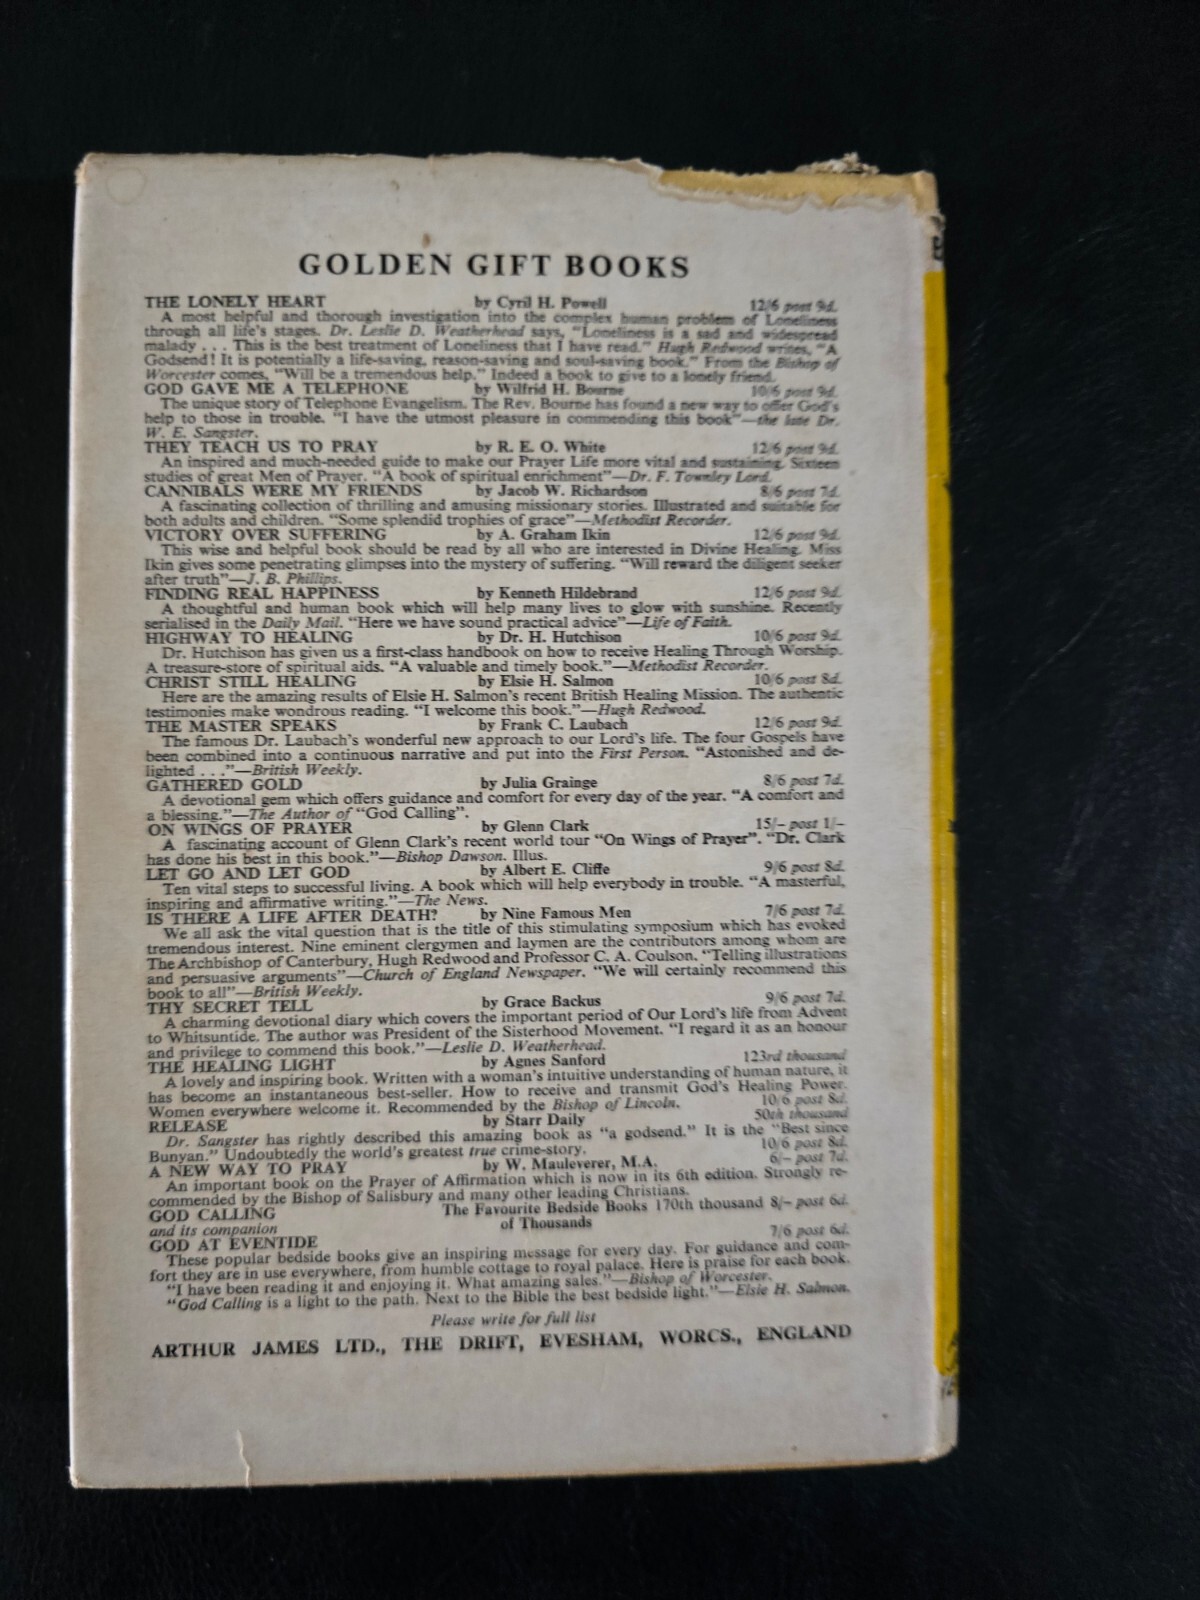 GOLDEN GIFT BOOKS
THE LONELY HEART by Cyril H. Powell 12/6 post 9d.
A most helpful and thorough investigation into the complex human problem of Loneliness
through all life's stages. Dr. Leslie D. Weatherhead says, "Loneliness is a sad and widespread
malady . . . This is the best treatment of Loneliness that I have read." Hugh Redwood writes, "A
Godsend! It is potentially a life-saving, reason-saving and soul-saving book." From the Bishop of
Worcester comes, "Will be a tremendous help." Indeed a book to give to a lonely friend.
GOD GAVE ME A TELEPHONE by Wilfrid H. Bourne 10/6 post 9d.
The unique story of Telephone Evangelism. The Rev. Bourne has found a new way to offer God's
help to those in trouble. "I have the utmost pleasure in commending this book"—the late Dr.
W. E. Sangster.
THEY TEACH US TO PRAY by R. E. O. White 12/6 post 9d.
An inspired and much-needed guide to make our Prayer Life more vital and sustaining. Sixteen
studies of great Men of Prayer. "A book of spiritual enrichment"—Dr. F. Townley Lord.
CANNIBALS WERE MY FRIENDS by Jacob W. Richardson 8/6 post 7d.
A fascinating collection of thrilling and amusing missionary stories. Illustrated and suitable for
both adults and children. "Some splendid trophies of grace"—Methodist Recorder.
VICTORY OVER SUFFERING by A. Graham Ikin 12/6 post 9d.
This wise and helpful book should be read by all who are interested in Divine Healing. Miss
Ikin gives some penetrating glimpses into the mystery of suffering. "Will reward the diligent seeker
after truth"—J. B. Phillips.
FINDING REAL HAPPINESS by Kenneth Hildebrand 12/6 post 9d.
A thoughtful and human book which will help many lives to glow with sunshine. Recently
serialised in the Daily Mail. "Here we have sound practical advice"—Life of Faith.
HIGHWAY TO HEALING by Dr. H. Hutchison 10/6 post 9d.
Dr. Hutchison has given us a first-class handbook on how to receive Healing Through Worship.
A treasure-store of spiritual aids. "A valuable and timely book."—Methodist Recorder.
CHRIST STILL HEALING by Elsie H. Salmon 10/6 post 8d.
Here are the amazing results of Elsie H. Salmon's recent British Healing Mission. The authentic
testimonies make wondrous reading. "I welcome this book."—Hugh Redwood.
THE MASTER SPEAKS by Frank C. Laubach 12/6 post 9d.
The famous Dr. Laubach's wonderful new approach to our Lord's life. The four Gospels have
been combined into a continuous narrative and put into the First Person. "Astonished and de-
lighted . . ."—British Weekly.
GATHERED GOLD by Julia Grainge 8/6 post 7d.
A devotional gem which offers guidance and comfort for every day of the year. "A comfort and
a blessing."—The Author of "God Calling".
ON WINGS OF PRAYER by Glenn Clark 15/– post 1/–
A fascinating account of Glenn Clark's recent world tour "On Wings of Prayer". "Dr. Clark
has done his best in this book."—Bishop Dawson. Illus.
LET GO AND LET GOD by Albert E. Cliffe 9/6 post 8d.
Ten vital steps to successful living. A book which will help everybody in trouble. "A masterful,
inspiring and affirmative writing."—The News.
IS THERE A LIFE AFTER DEATH? by Nine Famous Men 7/6 post 7d.
We all ask the vital question that is the title of this stimulating symposium which has evoked
tremendous interest. Nine eminent clergymen and laymen are the contributors among whom are
The Archbishop of Canterbury, Hugh Redwood and Professor C. A. Coulson. "Telling illustrations
and persuasive arguments"—Church of England Newspaper. "We will certainly recommend this
book to all"—British Weekly.
THY SECRET TELL by Grace Backus 9/6 post 7d.
A charming devotional diary which covers the important period of Our Lord's life from Advent
to Whitsuntide. The author was President of the Sisterhood Movement. "I regard it as an honour
and privilege to commend this book."—Leslie D. Weatherhead.
THE HEALING LIGHT by Agnes Sanford 123rd thousand
A lovely and inspiring book. Written with a woman's intuitive understanding of human nature, it
has become an instantaneous best-seller. How to receive and transmit God's Healing Power.
Women everywhere welcome it. Recommended by the Bishop of Lincoln. 10/6 post 8d.
RELEASE by Starr Daily 50th thousand
Dr. Sangster has rightly described this amazing book as "a godsend." It is the "Best since
Bunyan." Undoubtedly the world's greatest true crime-story. 10/6 post 8d.
A NEW WAY TO PRAY by W. Mauleverer, M.A. 6/– post 7d.
An important book on the Prayer of Affirmation which is now in its 6th edition. Strongly re-
commended by the Bishop of Salisbury and many other leading Christians.
GOD CALLING The Favourite Bedside Books 170th thousand 8/– post 6d.
and its companion of Thousands
GOD AT EVENTIDE 7/6 post 6d.
These popular bedside books give an inspiring message for every day. For guidance and com-
fort they are in use everywhere, from humble cottage to royal palace. Here is praise for each book.
"I have been reading it and enjoying it. What amazing sales."—Bishop of Worcester.
"God Calling is a light to the path. Next to the Bible the best bedside light."—Elsie H. Salmon.
Please write for full list
ARTHUR JAMES LTD., THE DRIFT, EVESHAM, WORCS., ENGLAND